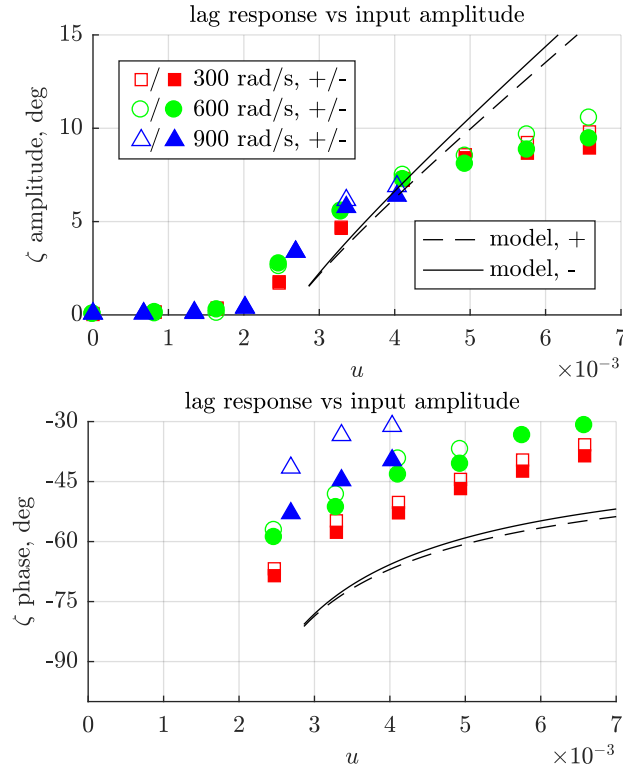 lag response vs input amplitude
15
10
5
0
ζ amplitude, deg
/ 300 rad/s, +/-
/ 600 rad/s, +/-
/ 900 rad/s, +/-
model, +
model, -
0 1 2 3 4 5 6 7
u
×10⁻³
lag response vs input amplitude
-30
-45
-60
-75
-90
ζ phase, deg
0 1 2 3 4 5 6 7
u
×10⁻³